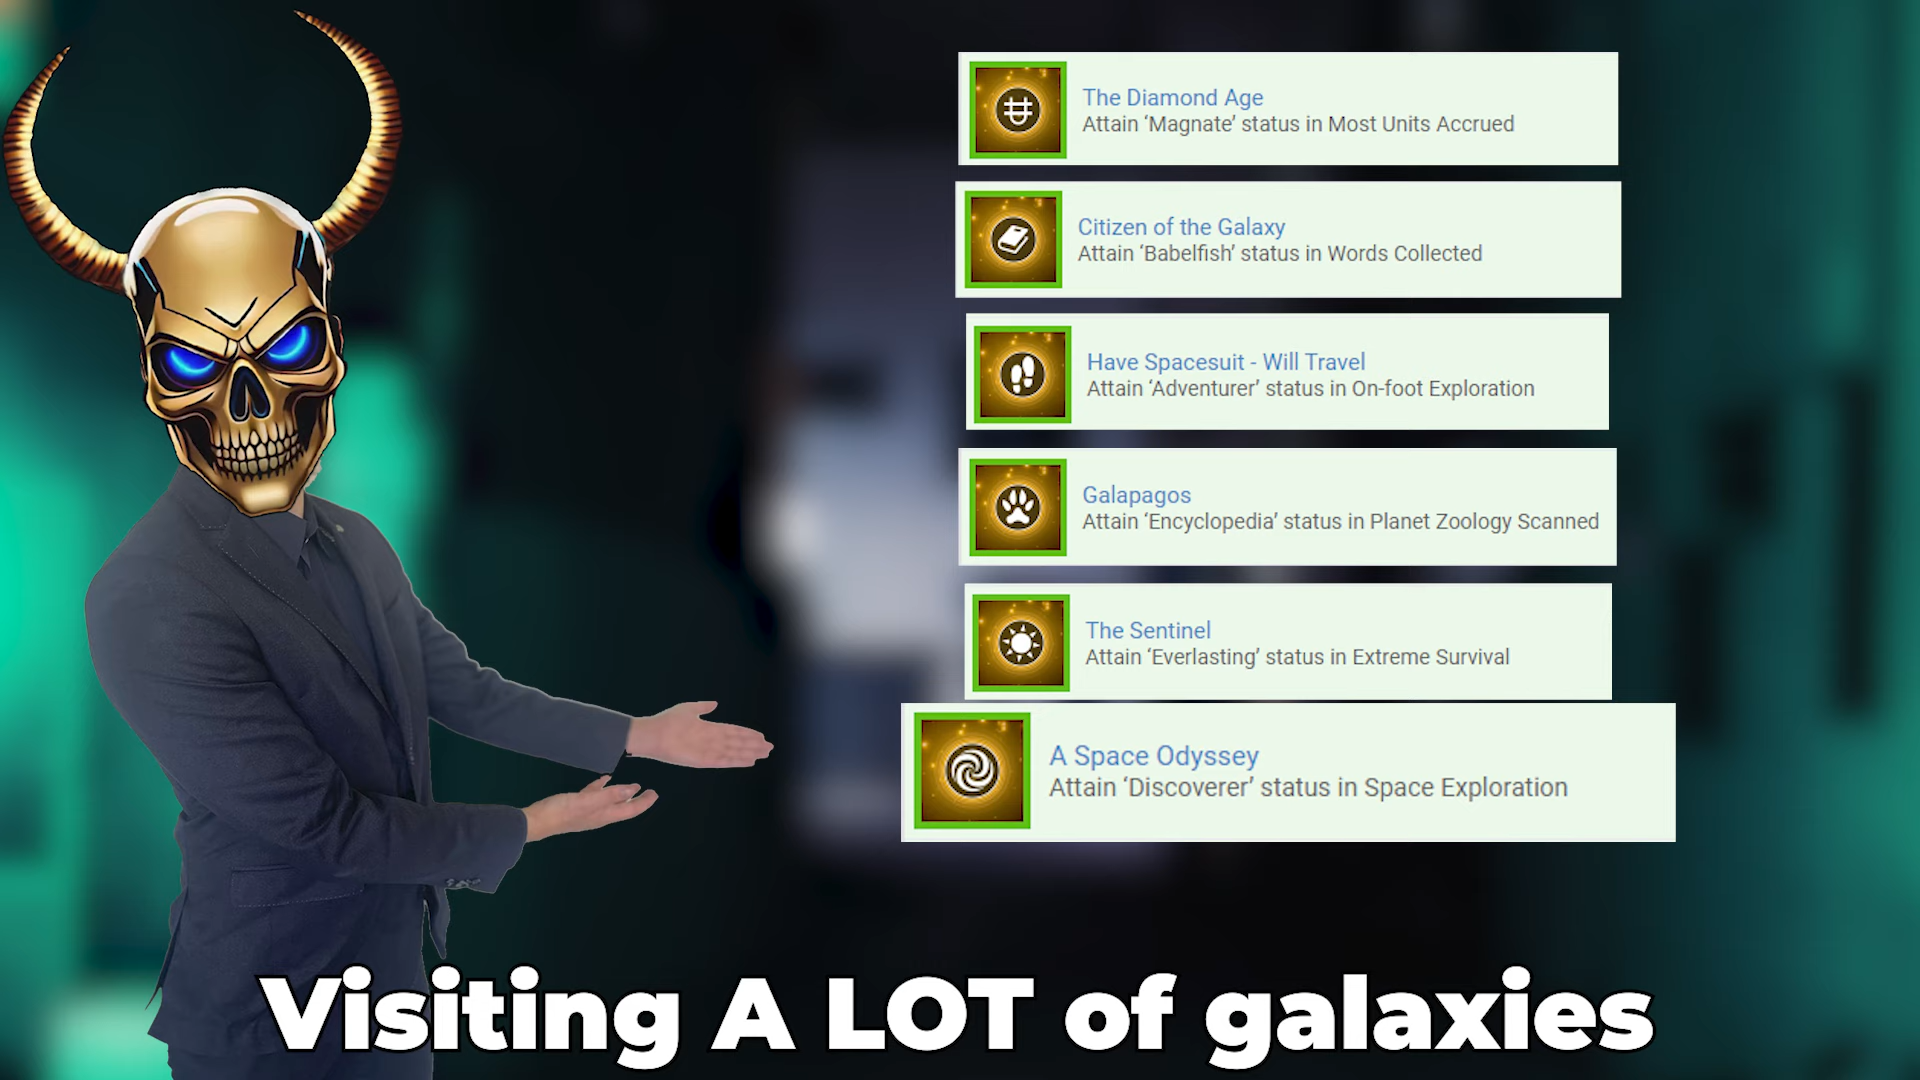 The Diamond Age
Attain ‘Magnate’ status in Most Units Accrued
Citizen of the Galaxy
Attain ‘Babelfish’ status in Words Collected
Have Spacesuit - Will Travel
Attain ‘Adventurer’ status in On-foot Exploration
Galapagos
Attain ‘Encyclopedia’ status in Planet Zoology Scanned
The Sentinel
Attain ‘Everlasting’ status in Extreme Survival
A Space Odyssey
Attain ‘Discoverer’ status in Space Exploration
Visiting A LOT of galaxies